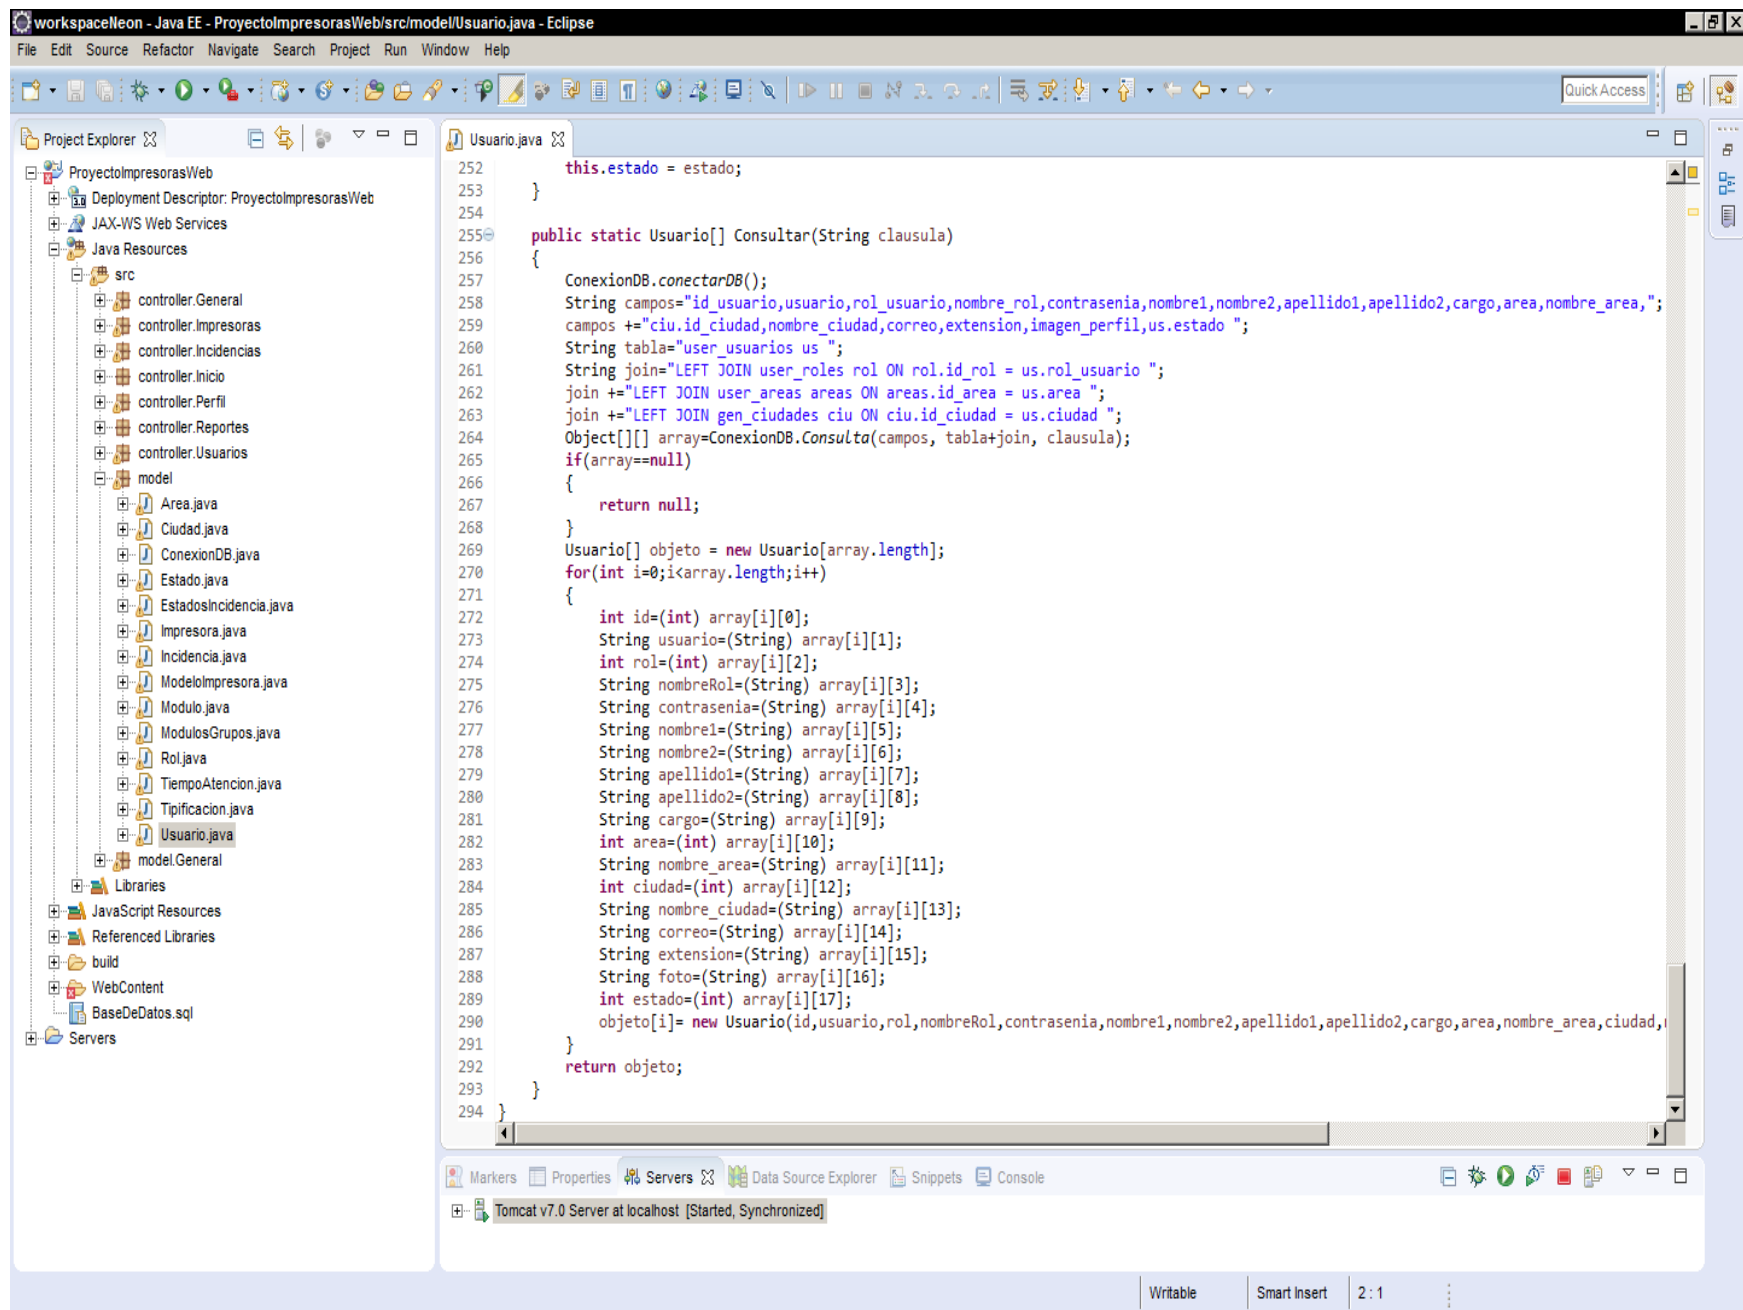 workspaceNeon - Java EE - ProyectoImpresorasWeb/src/model/Usuario.java - Eclipse
File Edit Source Refactor Navigate Search Project Run Window Help
Quick Access
Project Explorer
ProyectoImpresorasWeb
Deployment Descriptor: ProyectoImpresorasWeb
JAX-WS Web Services
Java Resources
src
controller.General
controller.Impresoras
controller.Incidencias
controller.Inicio
controller.Perfil
controller.Reportes
controller.Usuarios
model
Area.java
Ciudad.java
ConexionDB.java
Estado.java
EstadosIncidencia.java
Impresora.java
Incidencia.java
ModeloImpresora.java
Modulo.java
ModulosGrupos.java
Rol.java
TiempoAtencion.java
Tipificacion.java
Usuario.java
model.General
Libraries
JavaScript Resources
Referenced Libraries
build
WebContent
BaseDeDatos.sql
Servers
Usuario.java
252 this.estado = estado;
253 }
254
255 public static Usuario[] Consultar(String clausula)
256 {
257 ConexionDB.conectarDB();
258 String campos="id_usuario,usuario,rol_usuario,nombre_rol,contrasenia,nombre1,nombre2,apellido1,apellido2,cargo,area,nombre_area,";
259 campos +="ciu.id_ciudad,nombre_ciudad,correo,extension,imagen_perfil,us.estado ";
260 String tabla="user_usuarios us ";
261 String join="LEFT JOIN user_roles rol ON rol.id_rol = us.rol_usuario ";
262 join +="LEFT JOIN user_areas areas ON areas.id_area = us.area ";
263 join +="LEFT JOIN gen_ciudades ciu ON ciu.id_ciudad = us.ciudad ";
264 Object[][] array=ConexionDB.Consulta(campos, tabla+join, clausula);
265 if(array==null)
266 {
267 return null;
268 }
269 Usuario[] objeto = new Usuario[array.length];
270 for(int i=0;i<array.length;i++)
271 {
272 int id=(int) array[i][0];
273 String usuario=(String) array[i][1];
274 int rol=(int) array[i][2];
275 String nombreRol=(String) array[i][3];
276 String contrasenia=(String) array[i][4];
277 String nombre1=(String) array[i][5];
278 String nombre2=(String) array[i][6];
279 String apellido1=(String) array[i][7];
280 String apellido2=(String) array[i][8];
281 String cargo=(String) array[i][9];
282 int area=(int) array[i][10];
283 String nombre_area=(String) array[i][11];
284 int ciudad=(int) array[i][12];
285 String nombre_ciudad=(String) array[i][13];
286 String correo=(String) array[i][14];
287 String extension=(String) array[i][15];
288 String foto=(String) array[i][16];
289 int estado=(int) array[i][17];
290 objeto[i]= new Usuario(id,usuario,rol,nombreRol,contrasenia,nombre1,nombre2,apellido1,apellido2,cargo,area,nombre_area,ciudad,
291 }
292 return objeto;
293 }
294 }
Markers Properties Servers Data Source Explorer Snippets Console
Tomcat v7.0 Server at localhost [Started, Synchronized]
Writable Smart Insert 2 : 1